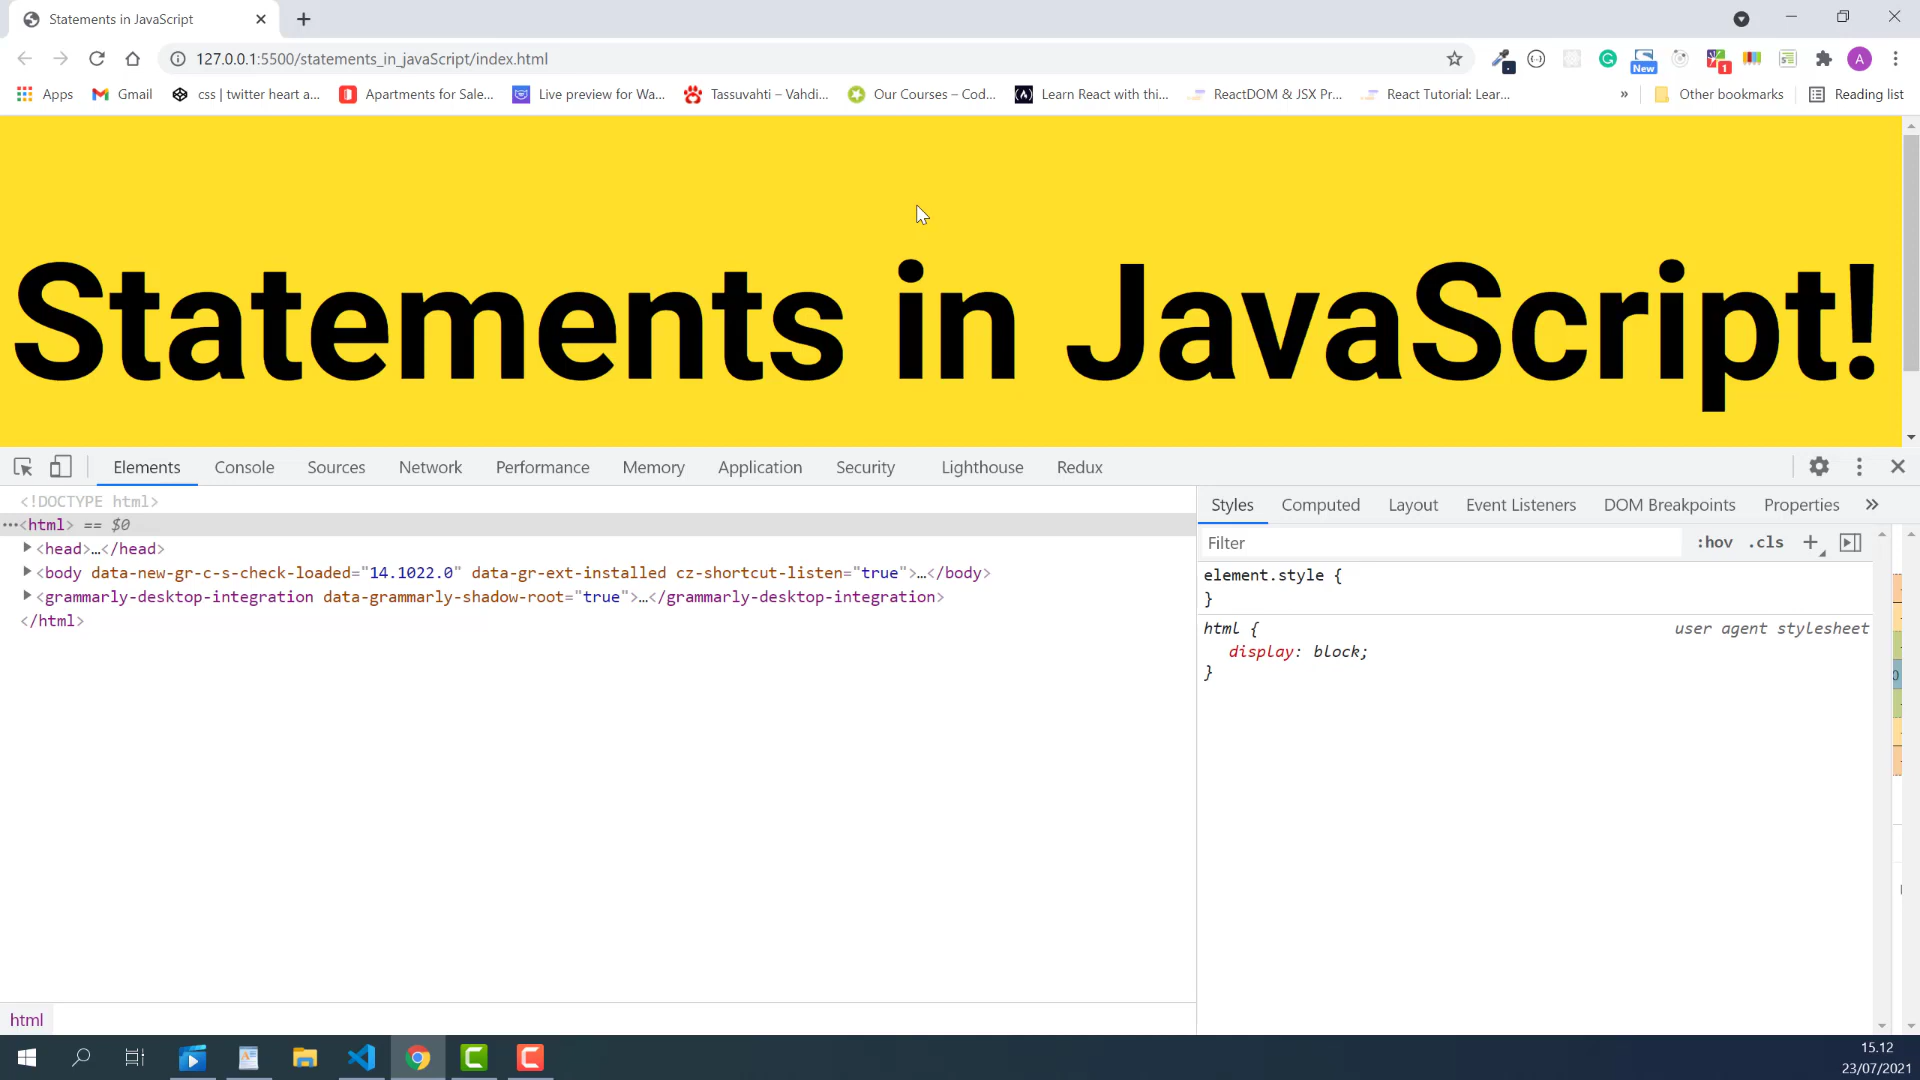 Statements in JavaScript
127.0.0.1:5500/statements_in_javaScript/index.html
New
1
A
Apps
Gmail
css | twitter heart a...
Apartments for Sale...
Live preview for Wa...
Tassuvahti – Vahdi...
Our Courses – Cod...
Learn React with thi...
ReactDOM & JSX Pr...
React Tutorial: Lear...
»
Other bookmarks
Reading list
Statements in JavaScript!
Elements Console Sources Network Performance Memory Application Security Lighthouse Redux
<!DOCTYPE html>
···<html> == $0
<head>…</head>
<body data-new-gr-c-s-check-loaded="14.1022.0" data-gr-ext-installed cz-shortcut-listen="true">…</body>
<grammarly-desktop-integration data-grammarly-shadow-root="true">…</grammarly-desktop-integration>
</html>
html
Styles Computed Layout Event Listeners DOM Breakpoints Properties »
Filter
:hov .cls +
element.style {
}
html {
user agent stylesheet
display: block;
}
15.12
23/07/2021